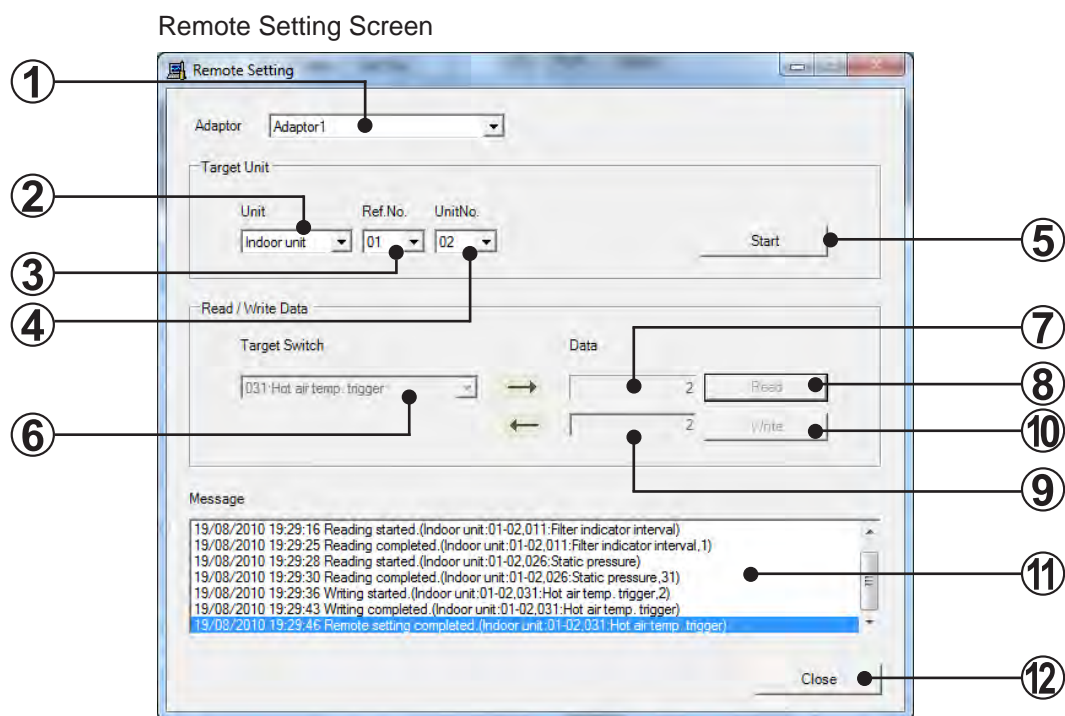 Remote Setting Screen
Remote Setting
1
Adaptor Adaptor1
Target Unit
2
Unit Ref.No. UnitNo.
Indoor unit 01 02 Start
5
3
4
Read / Write Data
7
Target Switch Data
031:Hot air temp. trigger 2 Read
8
6
2 Write
10
9
Message
19/08/2010 19:29:16 Reading started.(Indoor unit:01-02,011:Filter indicator interval)
19/08/2010 19:29:25 Reading completed.(Indoor unit:01-02,011:Filter indicator interval,1)
19/08/2010 19:29:28 Reading started.(Indoor unit:01-02,026:Static pressure)
19/08/2010 19:29:30 Reading completed.(Indoor unit:01-02,026:Static pressure,31)
11
19/08/2010 19:29:36 Writing started.(Indoor unit:01-02,031:Hot air temp. trigger,2)
19/08/2010 19:29:43 Writing completed.(Indoor unit:01-02,031:Hot air temp. trigger)
19/08/2010 19:29:46 Remote setting completed.(Indoor unit:01-02,031:Hot air temp. trigger)
Close
12